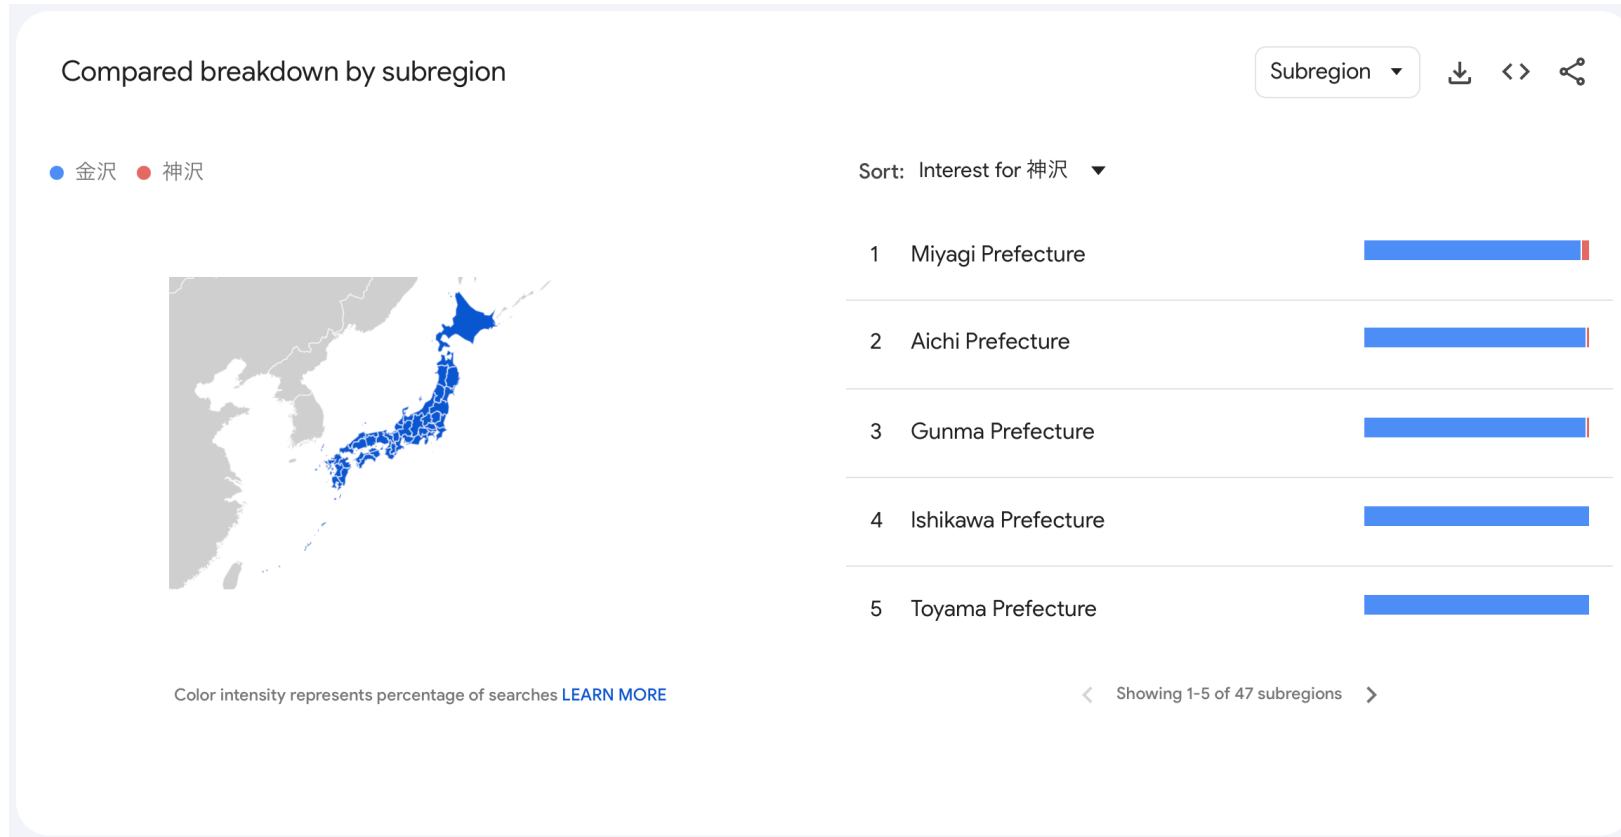 Compared breakdown by subregion
Subregion
金沢 神沢
Sort: Interest for 神沢
1 Miyagi Prefecture
2 Aichi Prefecture
3 Gunma Prefecture
4 Ishikawa Prefecture
5 Toyama Prefecture
Color intensity represents percentage of searches LEARN MORE
Showing 1-5 of 47 subregions